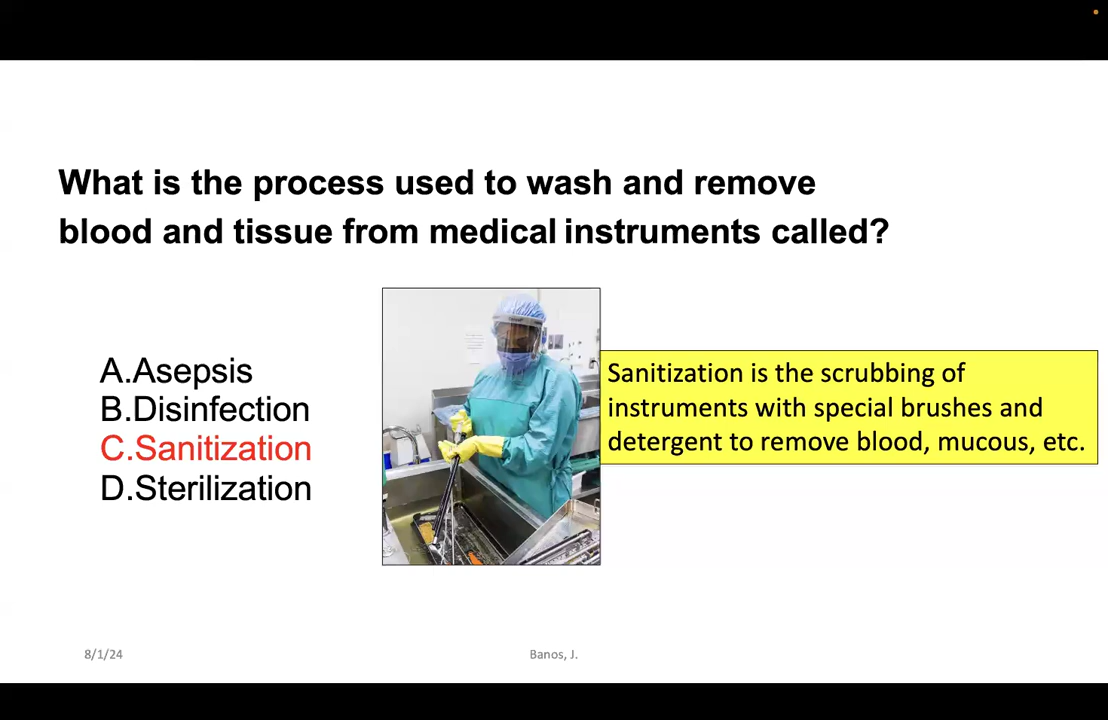 What is the process used to wash and remove
blood and tissue from medical instruments called?
A.Asepsis
B.Disinfection
C.Sanitization
D.Sterilization
Sanitization is the scrubbing of
instruments with special brushes and
detergent to remove blood, mucous, etc.
8/1/24
Banos, J.